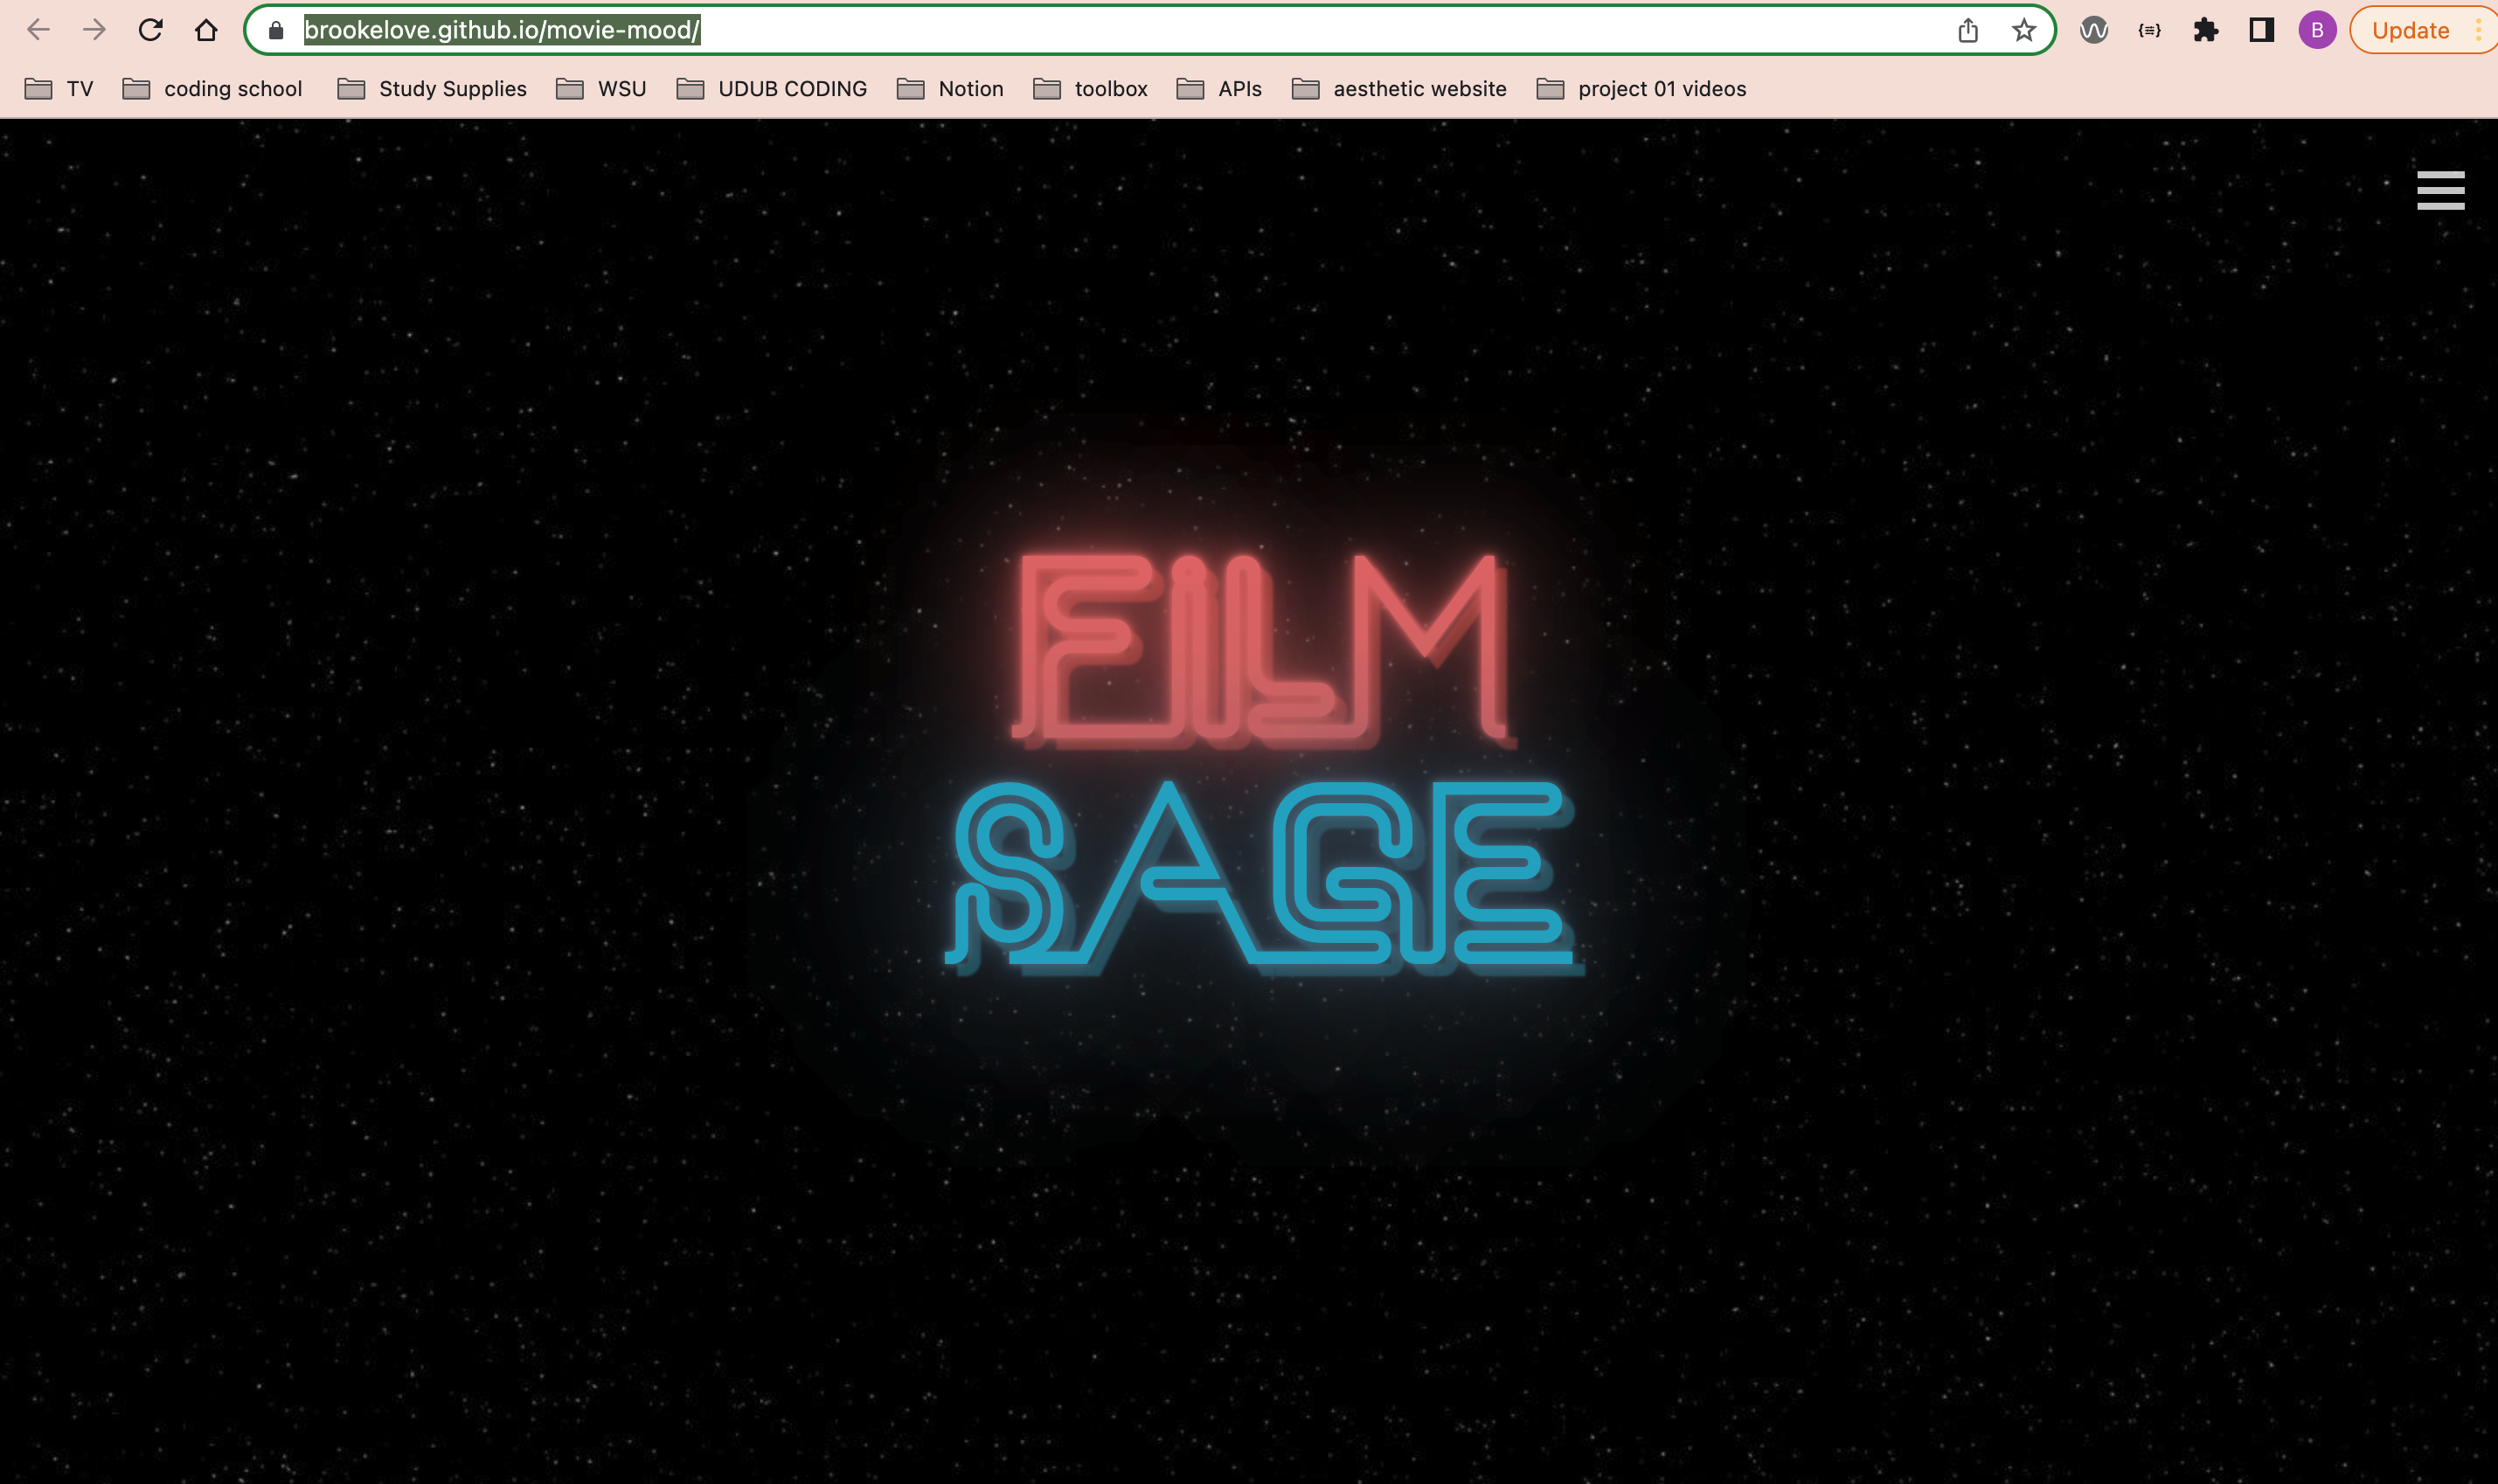 brookelove.github.io/movie-mood/
B
Update
TV coding school Study Supplies WSU UDUB CODING Notion toolbox APIs aesthetic website project 01 videos
FiLM
SAGE